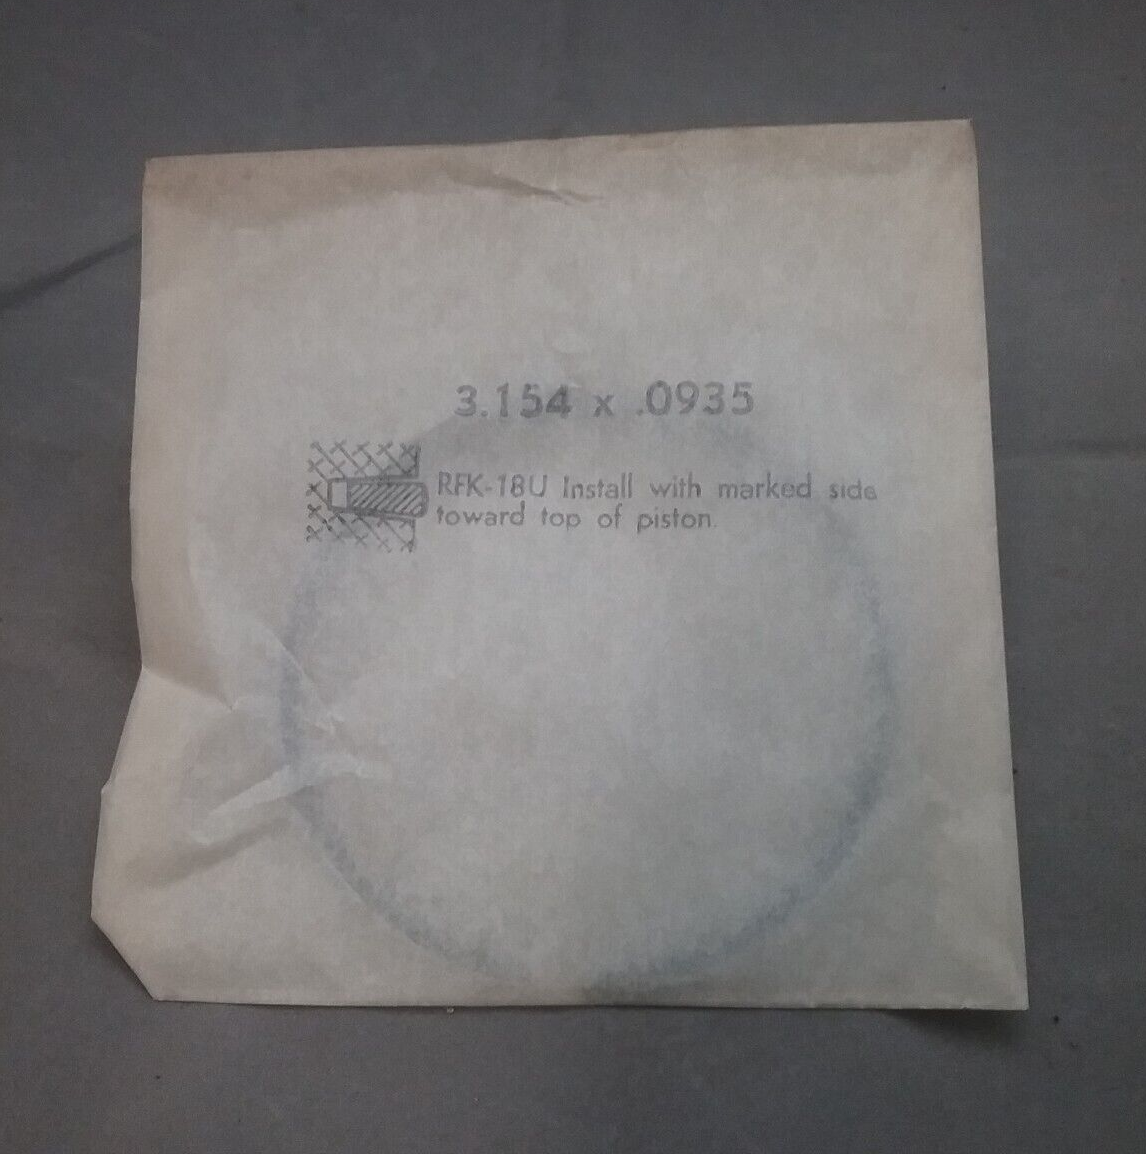 3.154 x .0935
RFK-18U Install with marked side
toward top of piston.